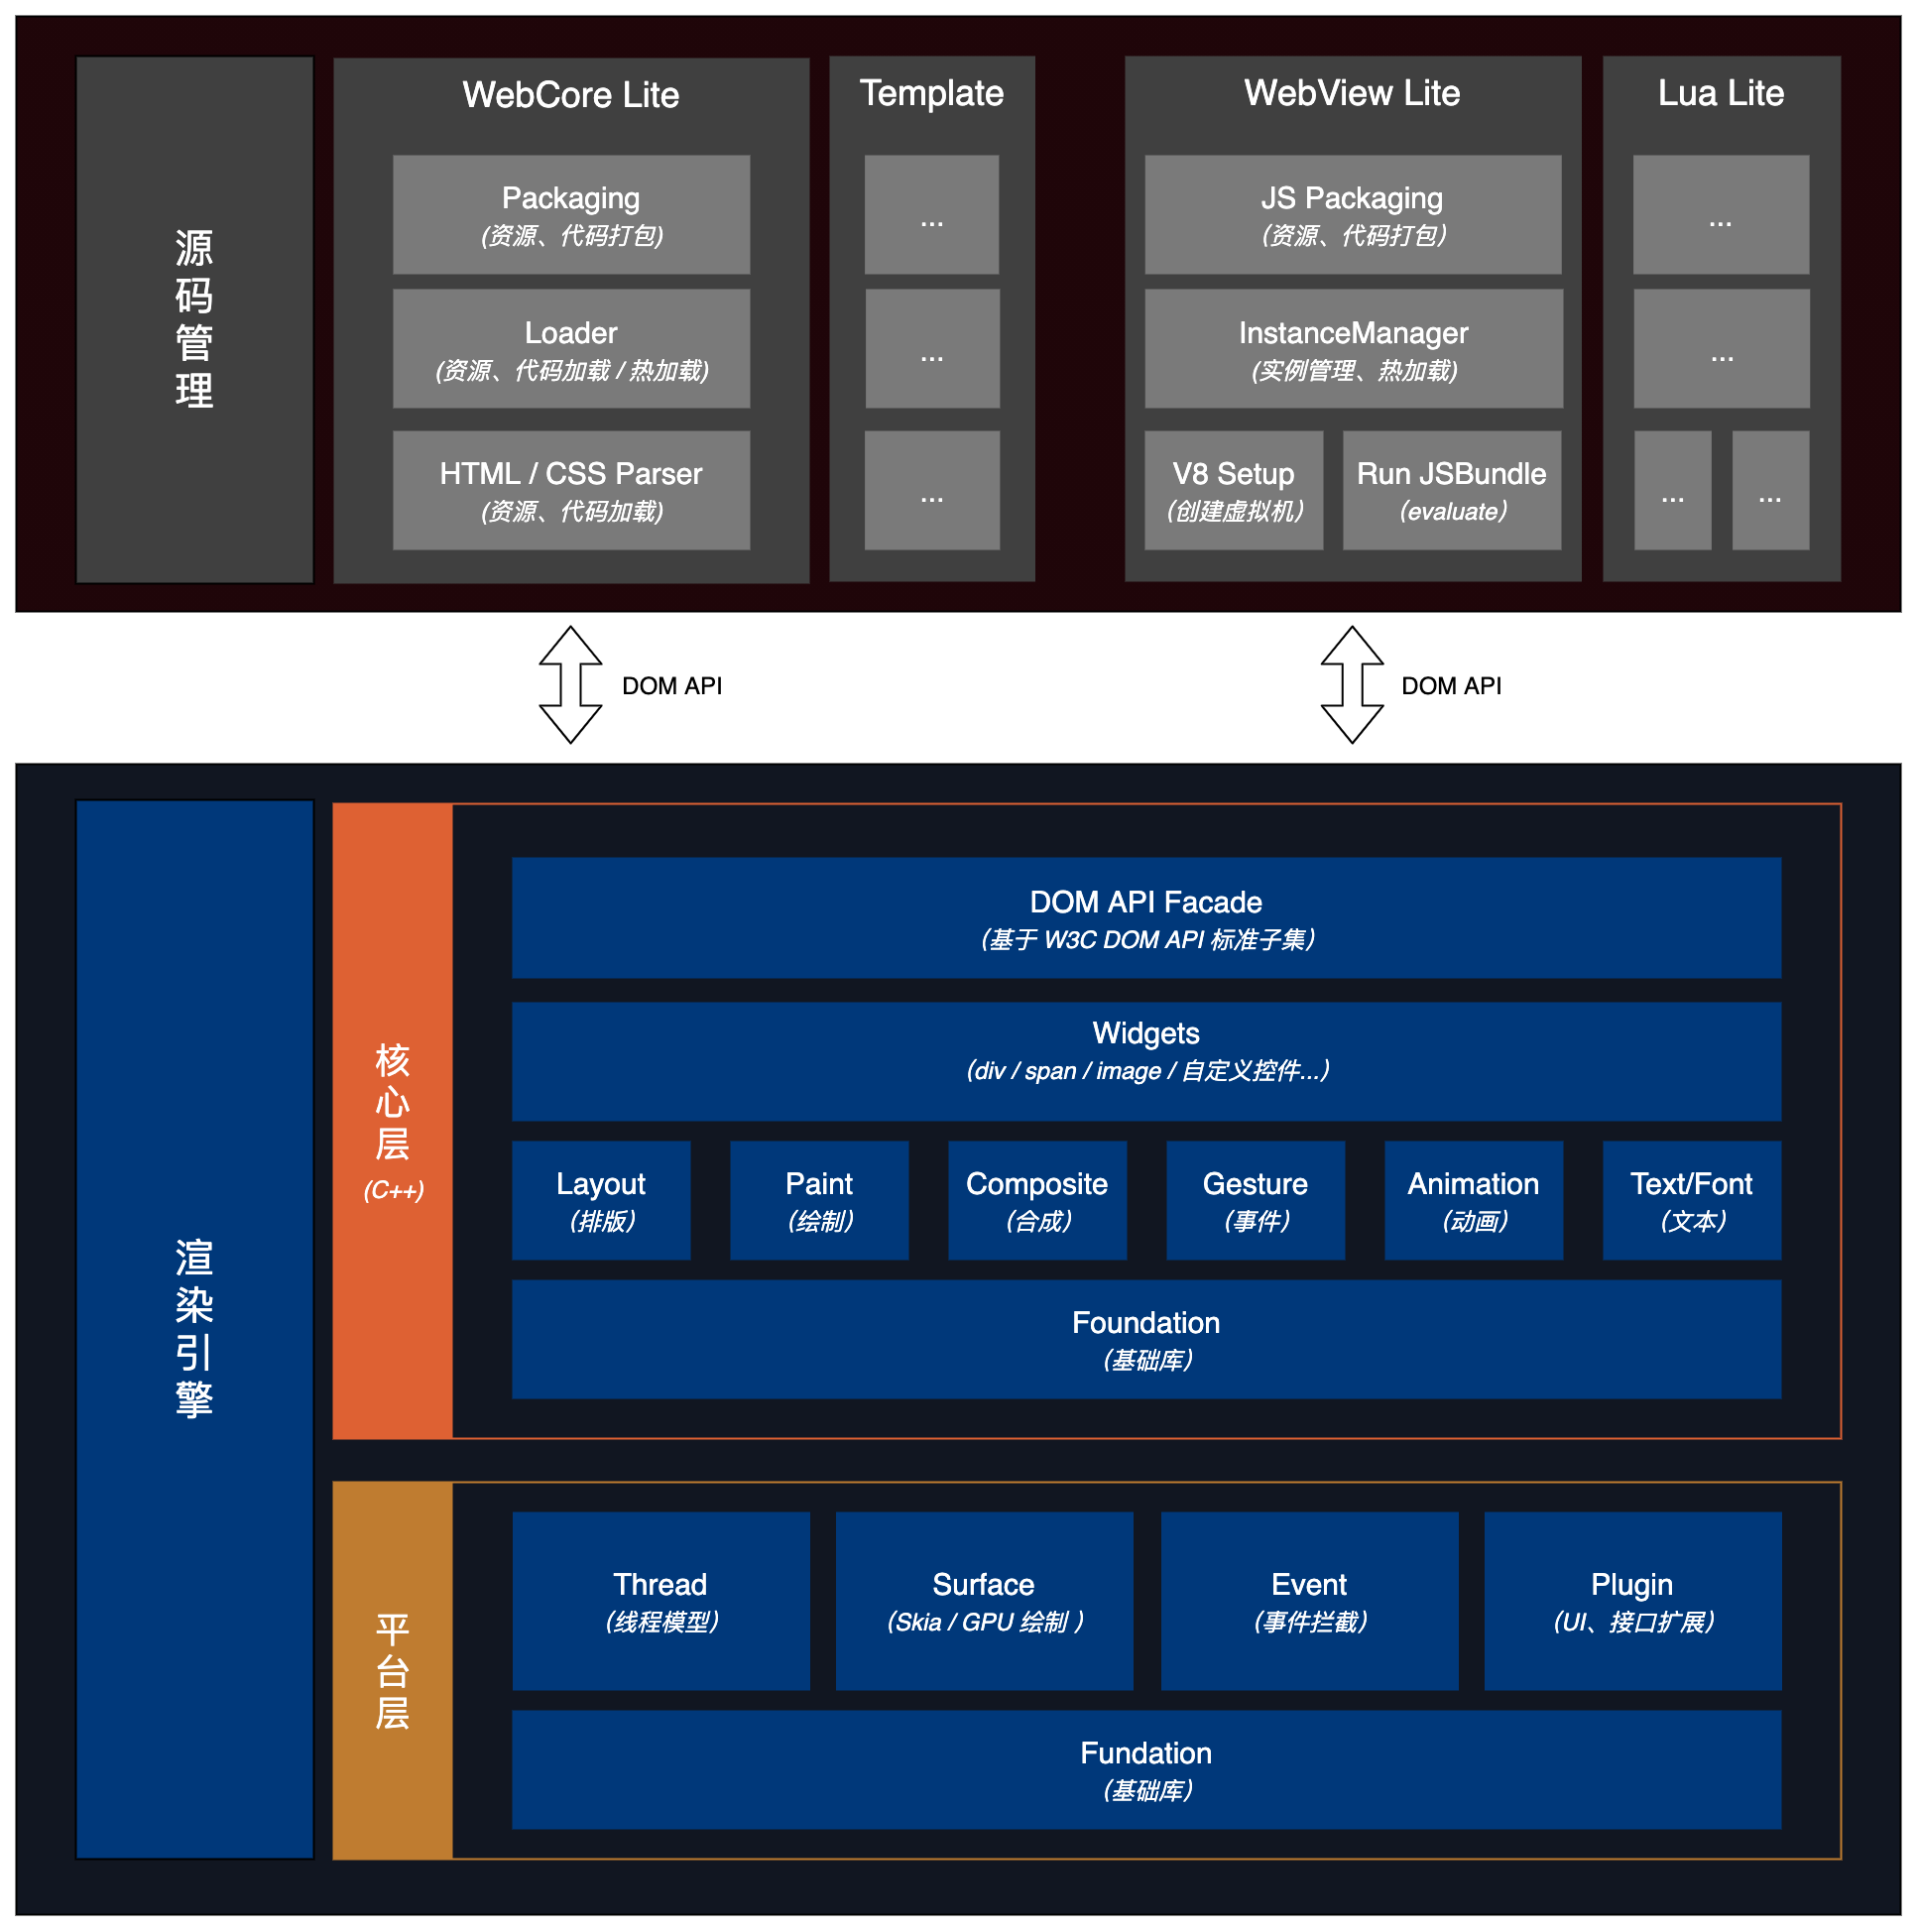 源
码
管
理
WebCore Lite
Packaging
(资源、代码打包)
Loader
(资源、代码加载 / 热加载)
HTML / CSS Parser
(资源、代码加载)
Template
...
...
...
WebView Lite
JS Packaging
（资源、代码打包）
InstanceManager
(实例管理、热加载)
V8 Setup
（创建虚拟机）
Run JSBundle
（evaluate）
Lua Lite
...
...
...
...
DOM API
DOM API
渲
染
引
擎
核
心
层
(C++)
DOM API Facade
（基于 W3C DOM API 标准子集）
Widgets
（div / span / image / 自定义控件...）
Layout
（排版）
Paint
（绘制）
Composite
（合成）
Gesture
（事件）
Animation
（动画）
Text/Font
（文本）
Foundation
（基础库）
平
台
层
Thread
（线程模型）
Surface
（Skia / GPU 绘制 ）
Event
（事件拦截）
Plugin
（UI、接口扩展）
Fundation
（基础库）